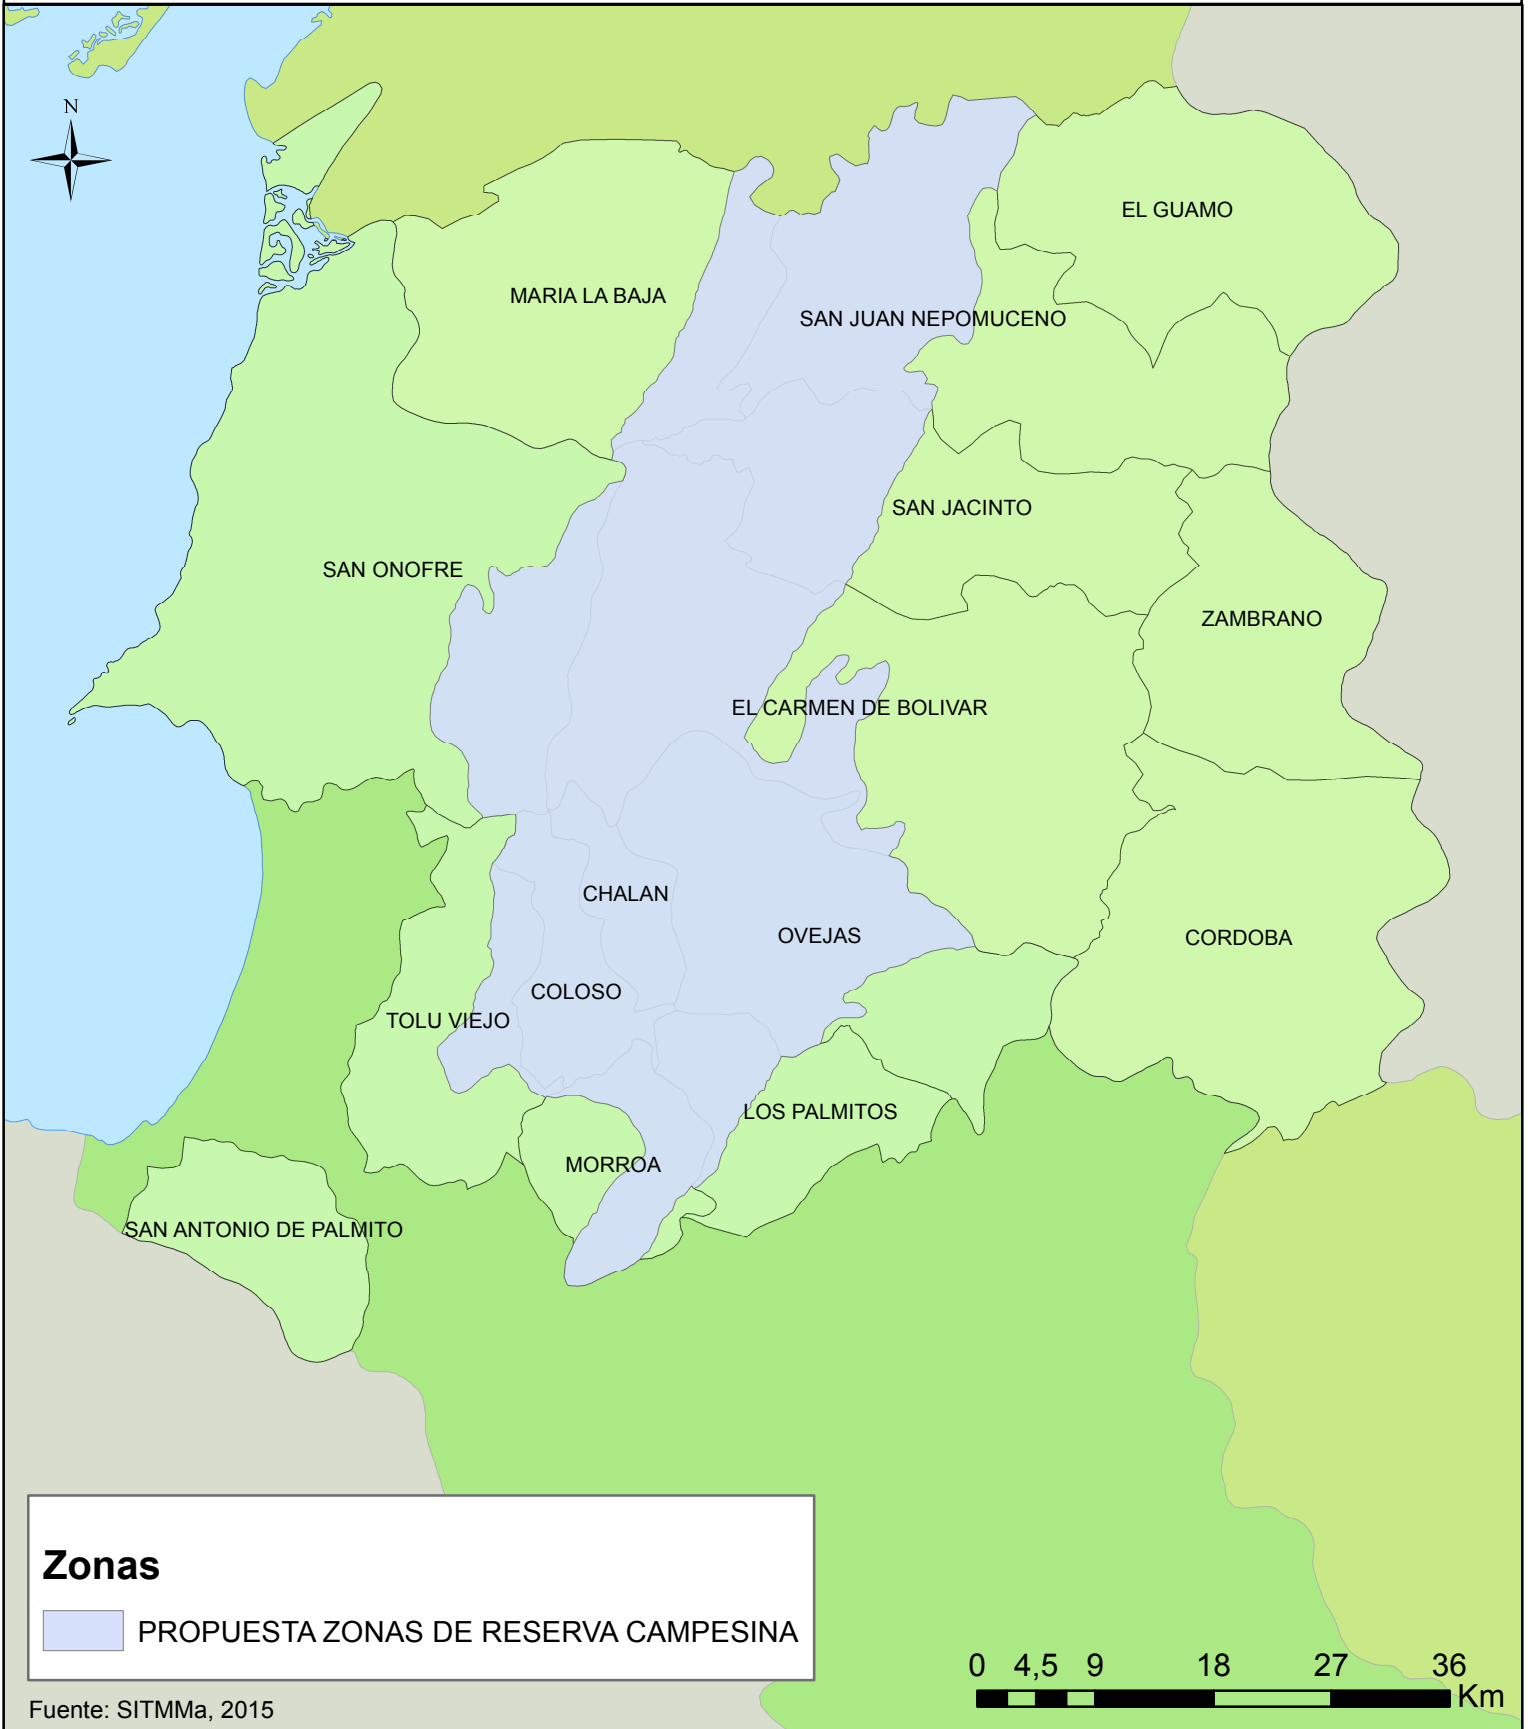 N
EL GUAMO
MARIA LA BAJA
SAN JUAN NEPOMUCENO
SAN JACINTO
SAN ONOFRE
ZAMBRANO
EL CARMEN DE BOLIVAR
CHALAN
OVEJAS
CORDOBA
COLOSO
TOLU VIEJO
LOS PALMITOS
MORROA
SAN ANTONIO DE PALMITO
Zonas
PROPUESTA ZONAS DE RESERVA CAMPESINA
0 4,5 9 18 27 36
Km
Fuente: SITMMa, 2015